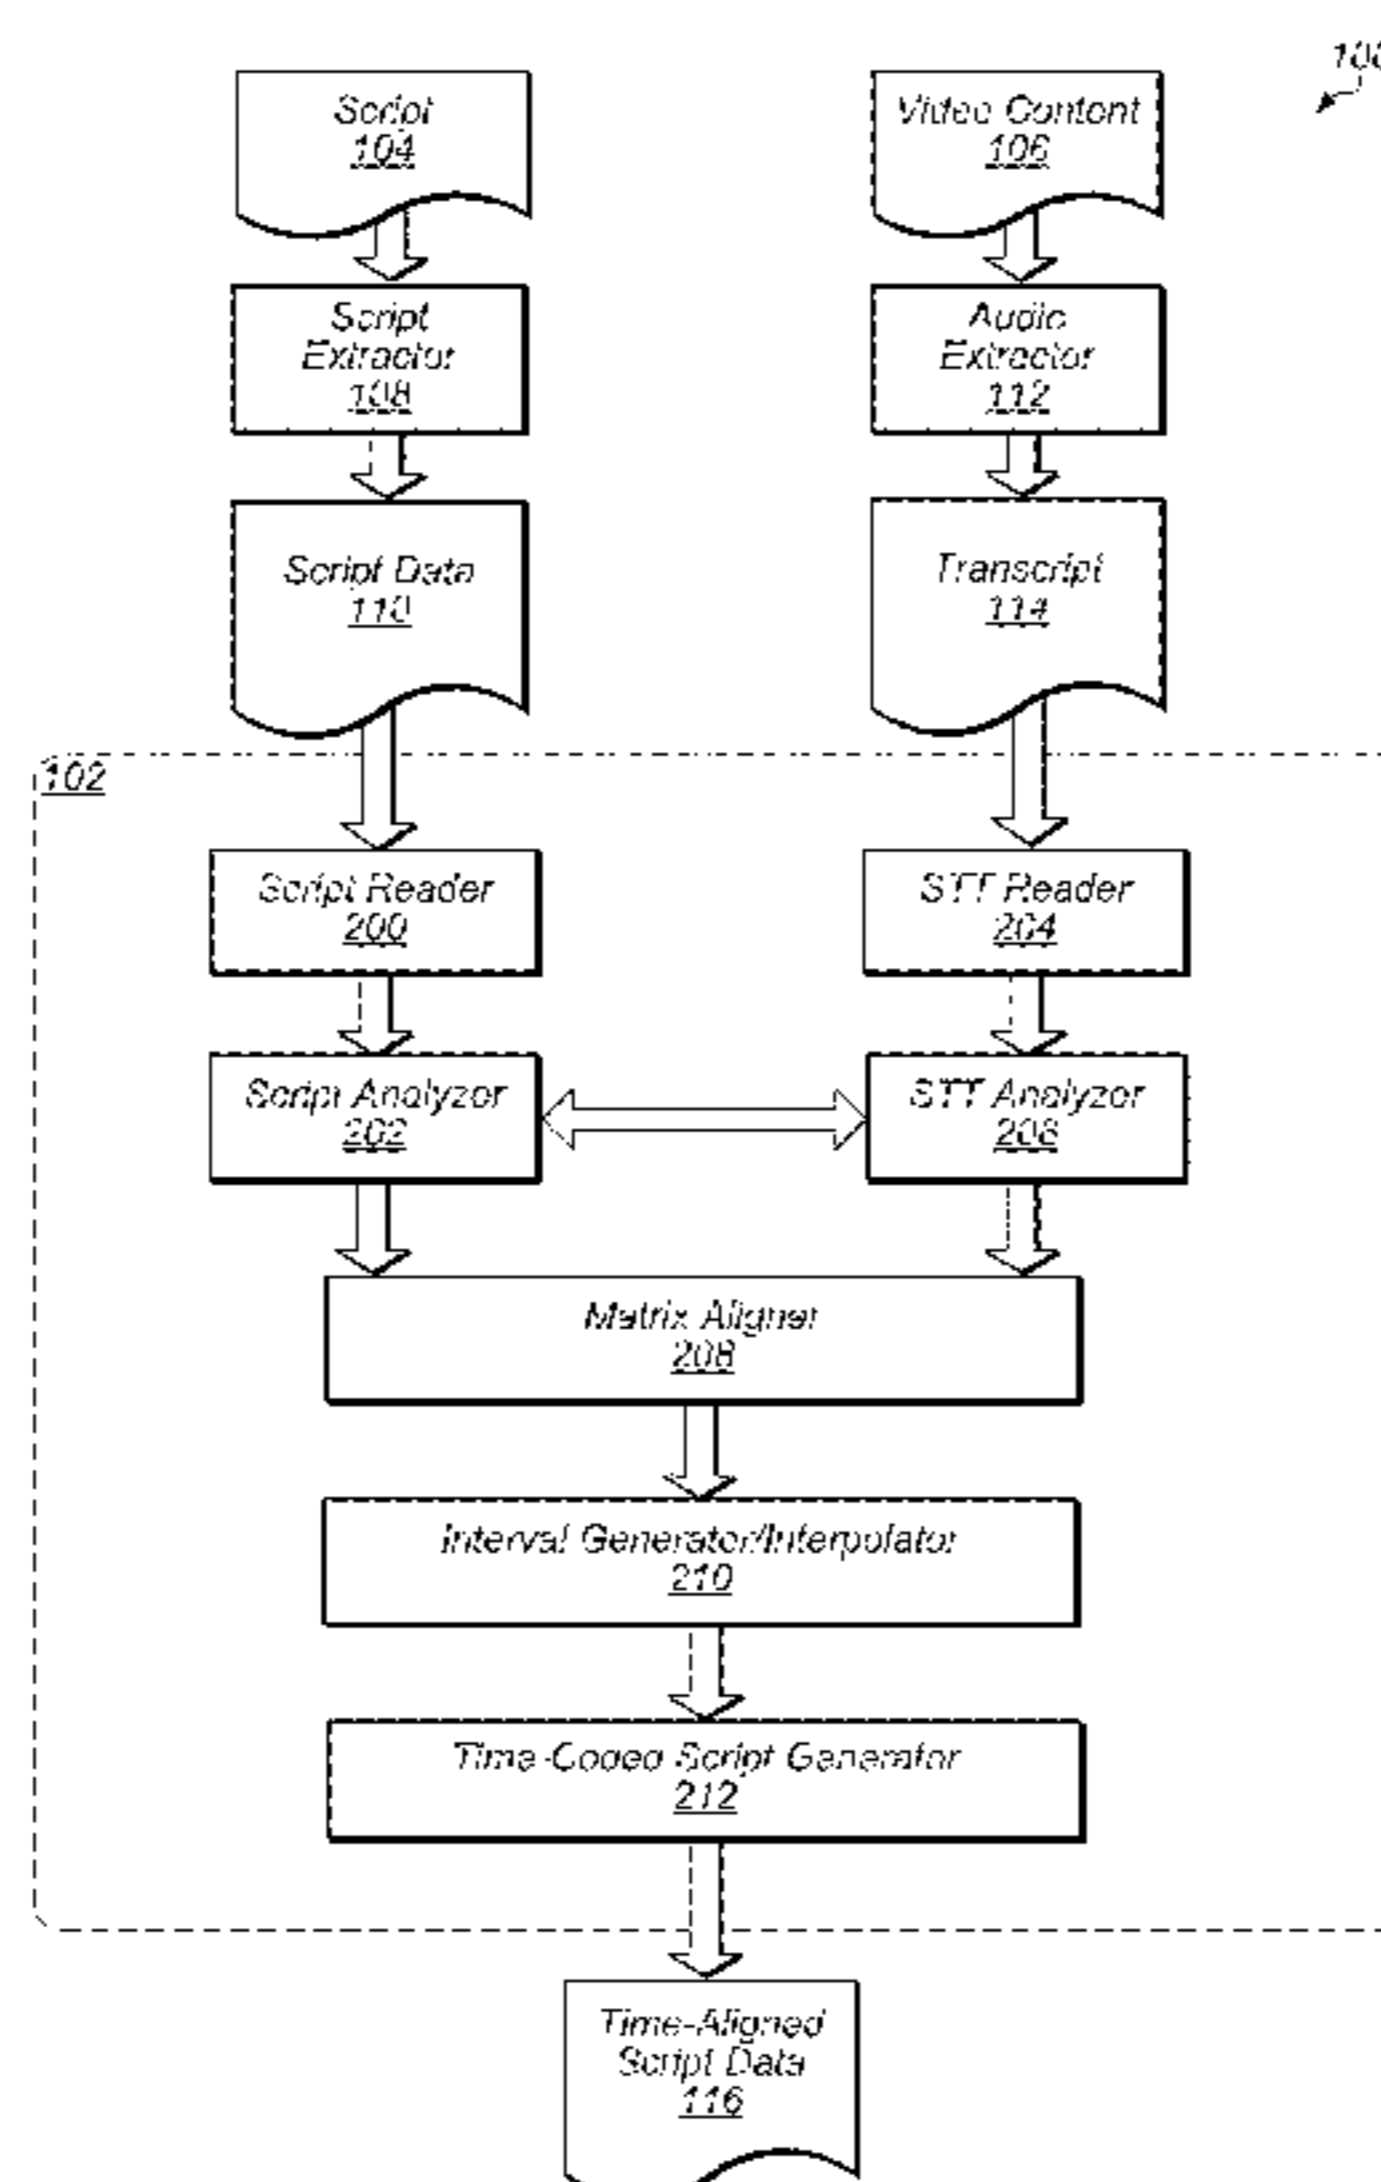 100
Script
104
Video Content
106
Script
Extractor
108
Audio
Extractor
112
Script Data
110
Transcript
114
102
Script Reader
200
STT Reader
204
Script Analyzer
202
STT Analyzer
206
Matrix Aligner
208
Interval Generator/Interpolator
210
Time-Coded Script Generator
212
Time-Aligned
Script Data
116